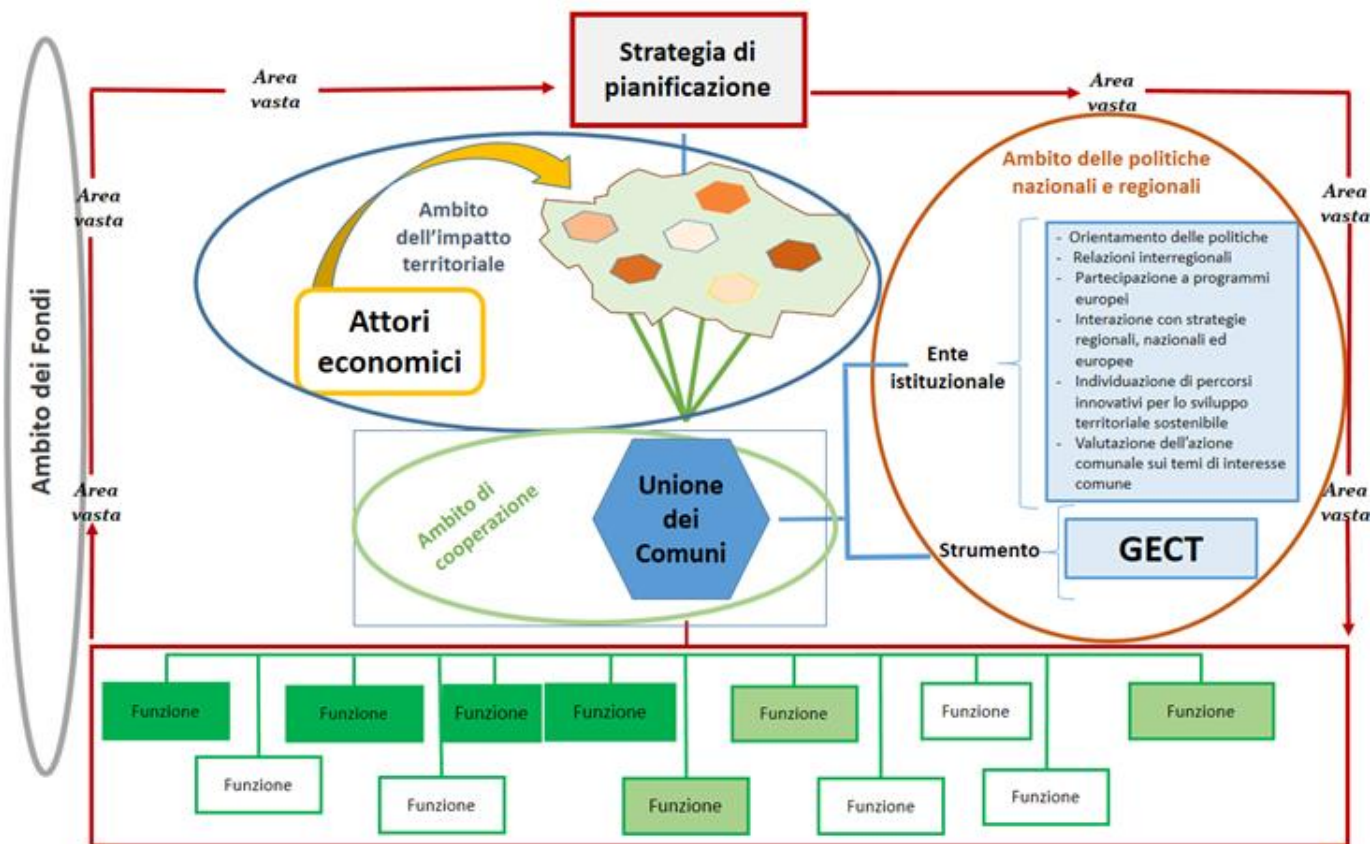 Strategia di
pianificazione
Area
vasta
Area
vasta
Area
vasta
Area
vasta
Area
vasta
Area
vasta
Ambito dei Fondi
Ambito
dell'impatto
territoriale
Attori
economici
Ambito delle politiche
nazionali e regionali
Ente
istituzionale
- Orientamento delle politiche
- Relazioni interregionali
- Partecipazione a programmi
europei
- Interazione con strategie
regionali, nazionali ed
europee
- Individuazione di percorsi
innovativi per lo sviluppo
territoriale sostenibile
- Valutazione dell'azione
comunale sui temi di interesse
comune
Ambito di
cooperazione
Unione
dei
Comuni
Strumento
GECT
Funzione
Funzione
Funzione
Funzione
Funzione
Funzione
Funzione
Funzione
Funzione
Funzione
Funzione
Funzione